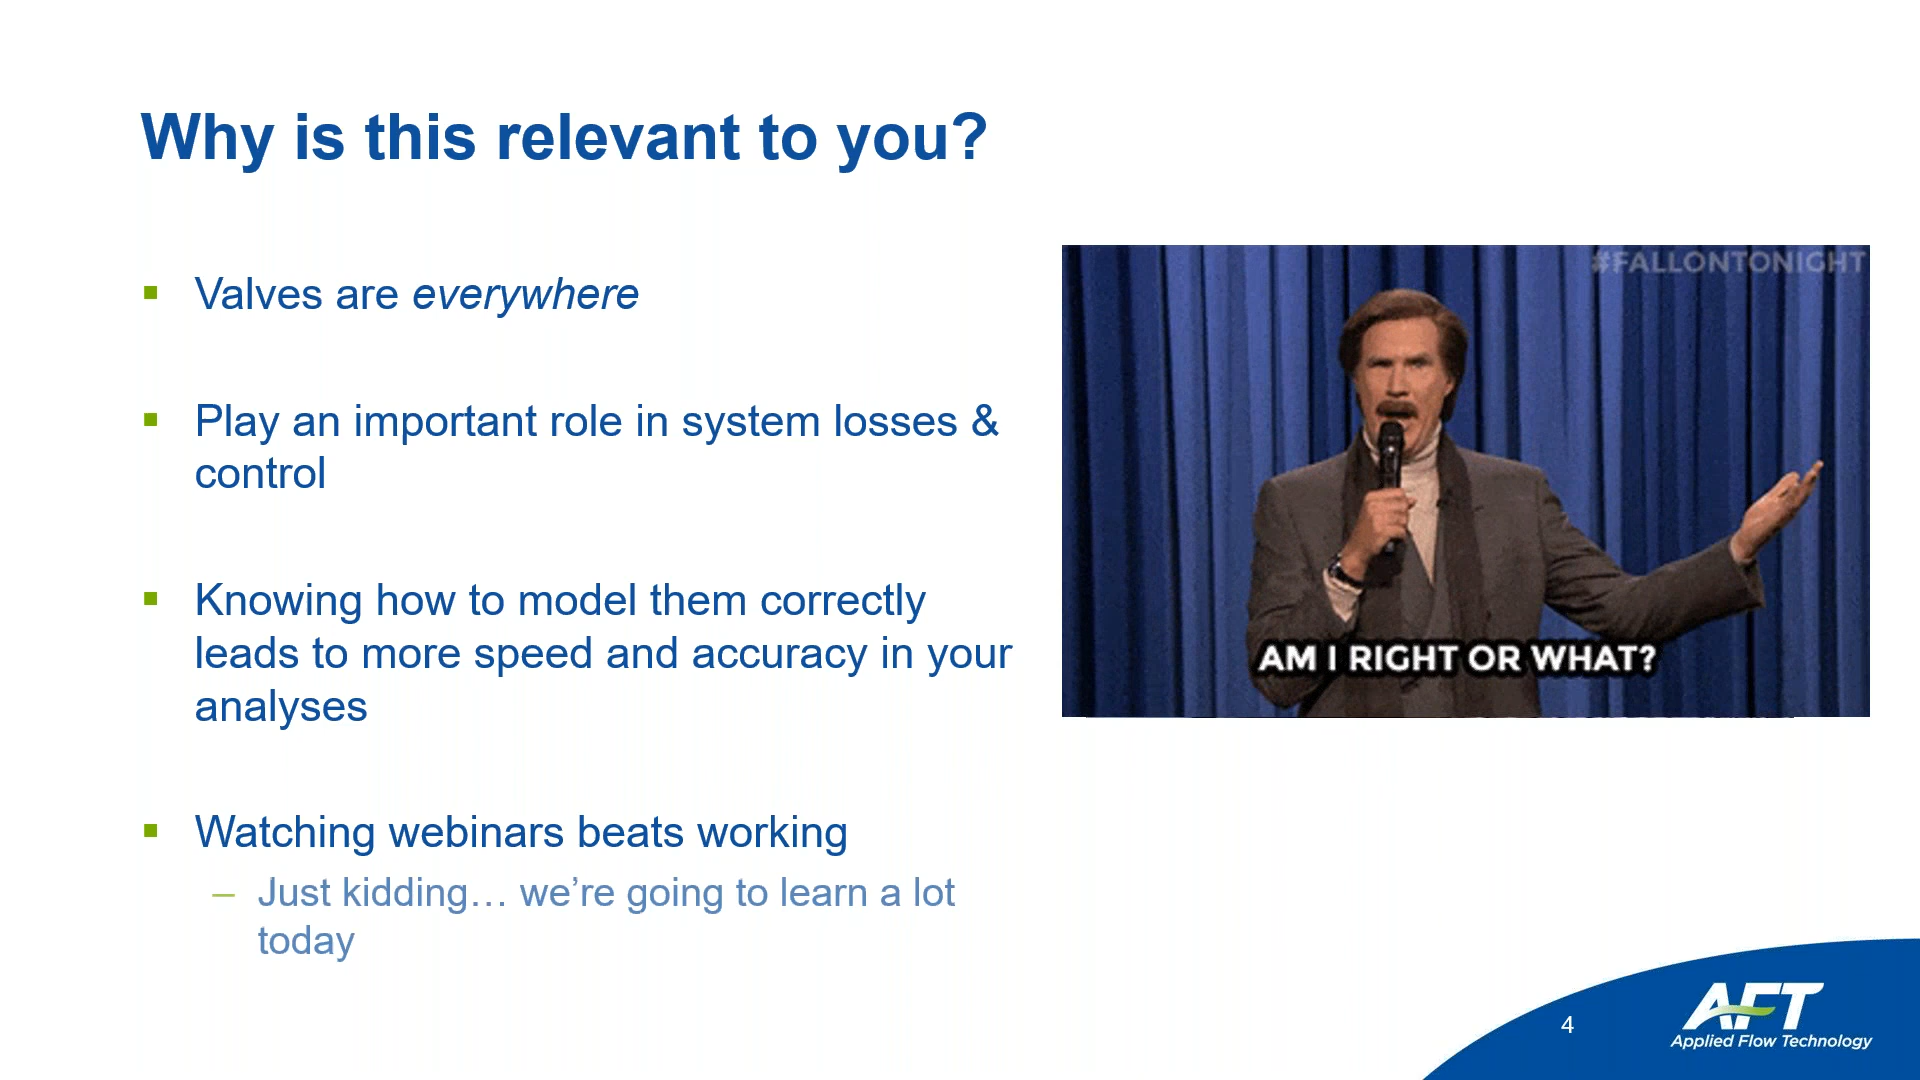 Why is this relevant to you?
Valves are everywhere
Play an important role in system losses &
control
Knowing how to model them correctly
leads to more speed and accuracy in your
analyses
Watching webinars beats working
– Just kidding… we’re going to learn a lot
today
#FALLONTONIGHT
AM I RIGHT OR WHAT?
4
AFT
Applied Flow Technology